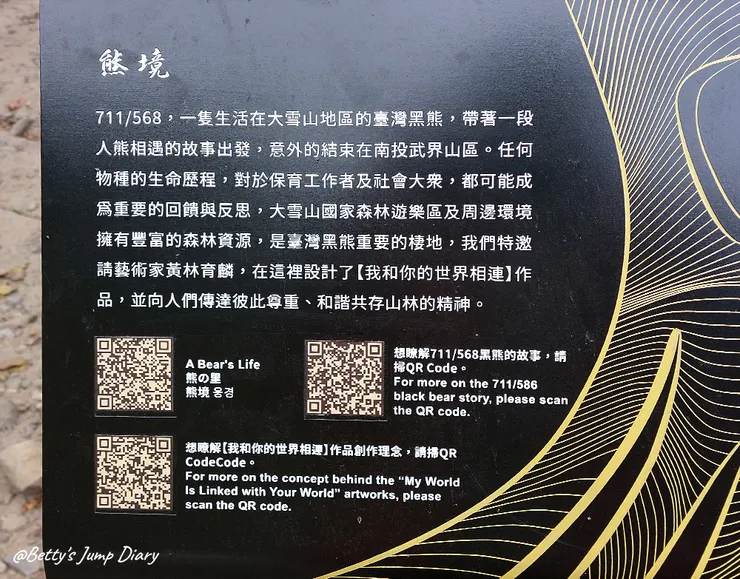 熊境
711/568，一隻生活在大雪山地區的臺灣黑熊，帶著一段
人熊相遇的故事出發，意外的結束在南投武界山區。任何
物種的生命歷程，對於保育工作者及社會大眾，都可能成
為重要的回饋與反思，大雪山國家森林遊樂區及周邊環境
擁有豐富的森林資源，是臺灣黑熊重要的棲地，我們特邀
請藝術家黃林育麟，在這裡設計了【我和你的世界相連】作
品，並向人們傳達彼此尊重、和諧共存山林的精神。
A Bear's Life
熊の里
熊境 웅경
想瞭解711/568黑熊的故事，請
掃QR Code。
For more on the 711/586
black bear story, please scan
the QR code.
想瞭解【我和你的世界相連】作品創作理念，請掃QR
CodeCode。
For more on the concept behind the “My World
Is Linked with Your World” artworks, please
scan the QR code.
@Betty's Jump Diary